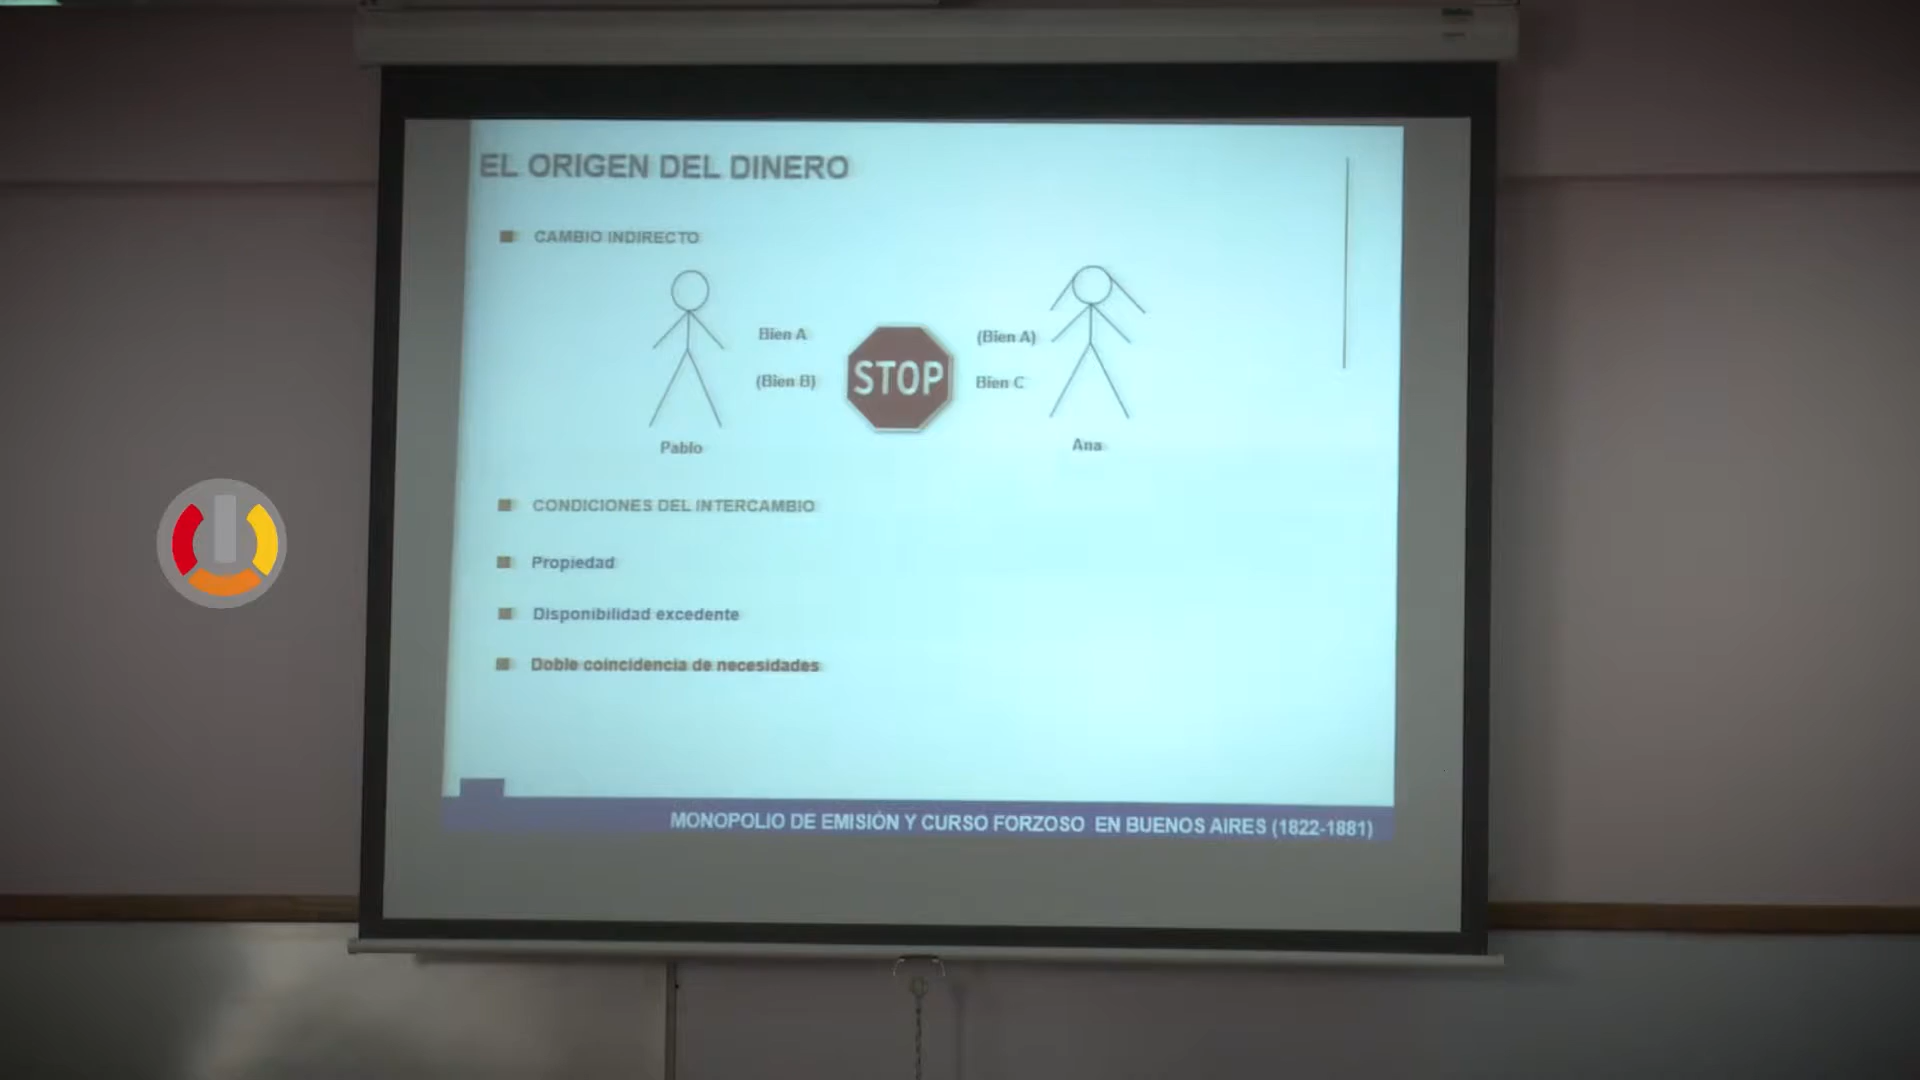 EL ORIGEN DEL DINERO
CAMBIO INDIRECTO
Bien A
(Bien A)
STOP
(Bien B)
Bien C
Pablo
Ana
CONDICIONES DEL INTERCAMBIO
Propiedad
Disponibilidad excedente
Doble coincidencia de necesidades
MONOPOLIO DE EMISIÓN Y CURSO FORZOSO EN BUENOS AIRES (1822-1881)